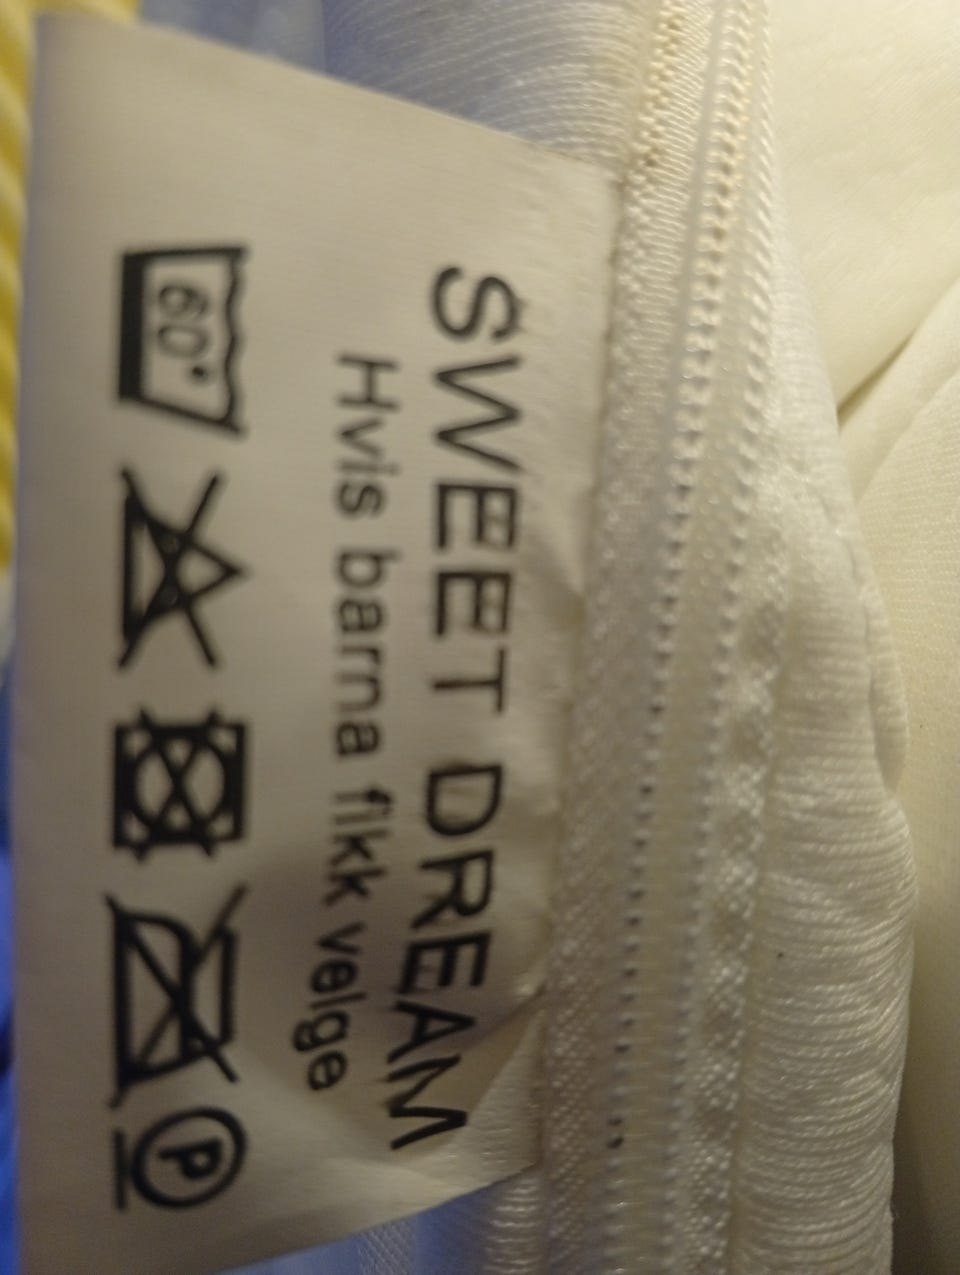 SWEET DREAM
Hvis barna fikk velge
60°
P